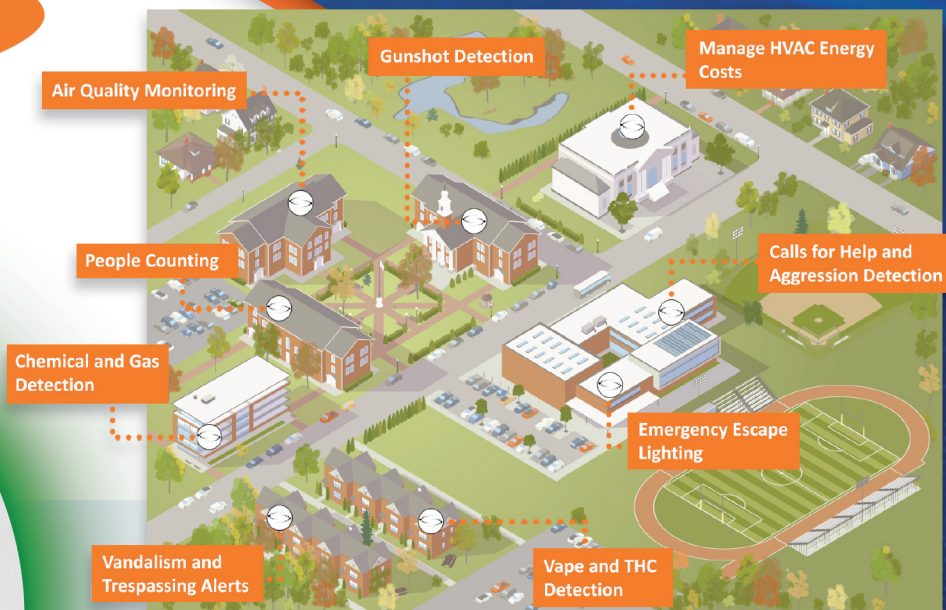 Gunshot Detection
Manage HVAC Energy
Costs
Air Quality Monitoring
People Counting
Calls for Help and
Aggression Detection
Chemical and Gas
Detection
Emergency Escape
Lighting
Vandalism and
Trespassing Alerts
Vape and THC
Detection